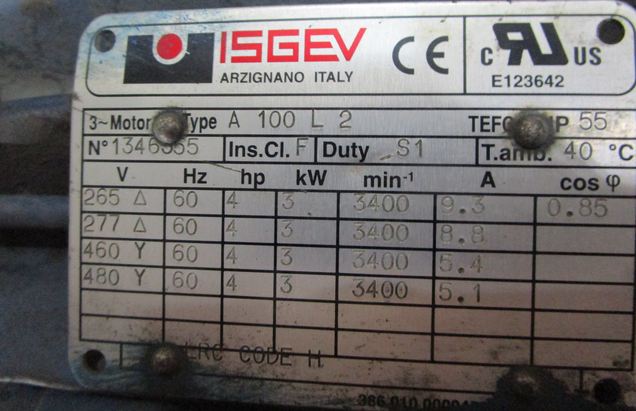 ISGEV
ARZIGNANO ITALY
CE
C UR US
E123642
3~Motor Type A 100 L 2 IP 55
N° Ins.Cl. F Duty S1 T.amb. 40 °C
V Hz hp kW min⁻¹ A cos φ
265 Δ 60 4 3 3400 9.3 0.85
277 Δ 60 4 3 3400 8.8
460 Y 60 4 3 3400 5.4
480 Y 60 4 3 3400 5.1
LRC CODE H